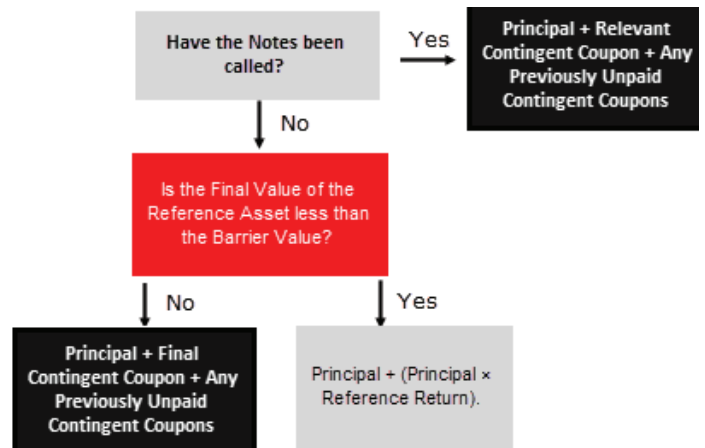 Have the Notes been
called?
Yes
Principal + Relevant
Contingent Coupon + Any
Previously Unpaid
Contingent Coupons
No
Is the Final Value of the
Reference Asset less than
the Barrier Value?
No
Yes
Principal + Final
Contingent Coupon + Any
Previously Unpaid
Contingent Coupons
Principal + (Principal ×
Reference Return).